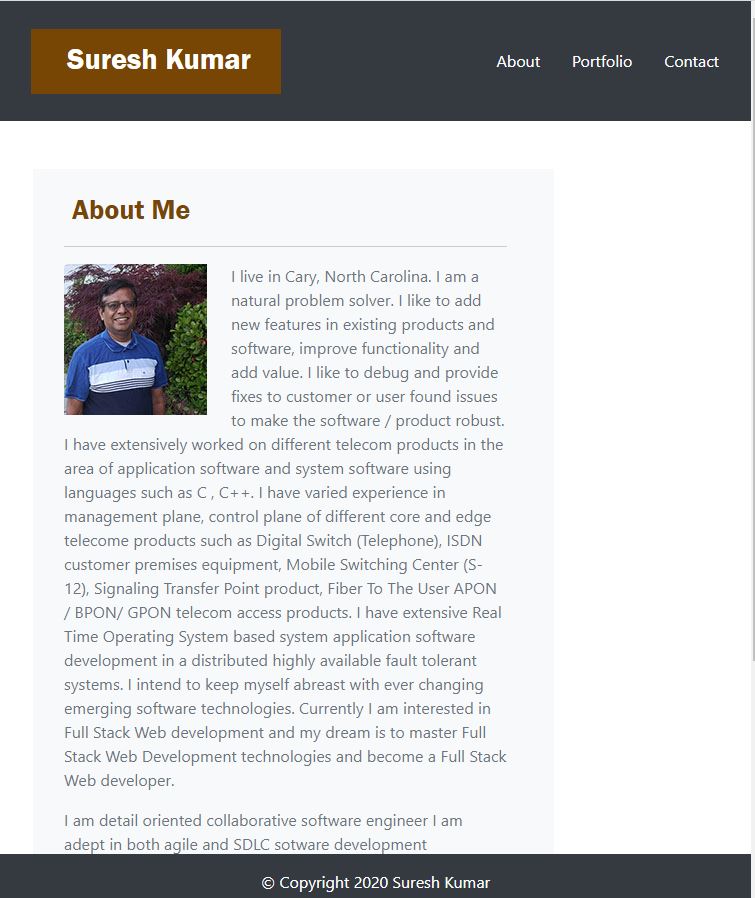 Suresh Kumar
About Portfolio Contact
About Me
I live in Cary, North Carolina. I am a
natural problem solver. I like to add
new features in existing products and
software, improve functionality and
add value. I like to debug and provide
fixes to customer or user found issues
to make the software / product robust.
I have extensively worked on different telecom products in the
area of application software and system software using
languages such as C , C++. I have varied experience in
management plane, control plane of different core and edge
telecome products such as Digital Switch (Telephone), ISDN
customer premises equipment, Mobile Switching Center (S-
12), Signaling Transfer Point product, Fiber To The User APON
/ BPON/ GPON telecom access products. I have extensive Real
Time Operating System based system application software
development in a distributed highly available fault tolerant
systems. I intend to keep myself abreast with ever changing
emerging software technologies. Currently I am interested in
Full Stack Web development and my dream is to master Full
Stack Web Development technologies and become a Full Stack
Web developer.
I am detail oriented collaborative software engineer I am
adept in both agile and SDLC sotware development
© Copyright 2020 Suresh Kumar